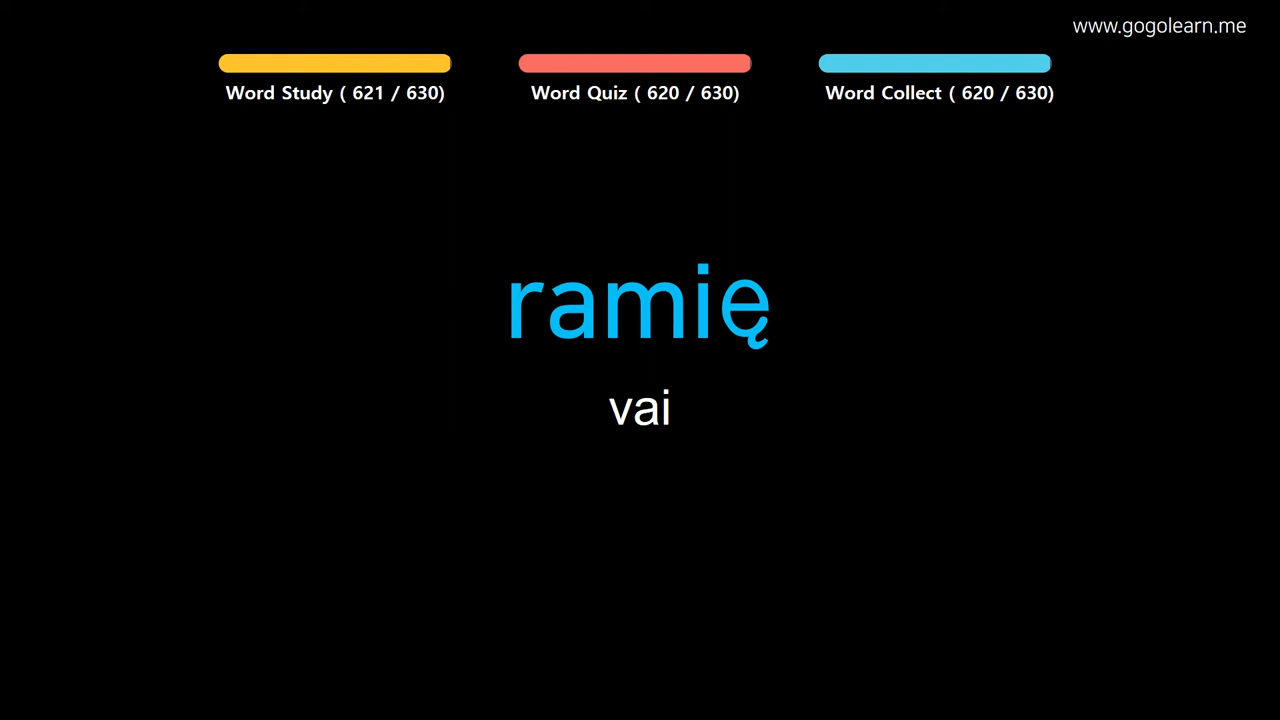 www.gogolearn.me
Word Study ( 621 / 630)
Word Quiz ( 620 / 630)
Word Collect ( 620 / 630)
ramię
vai